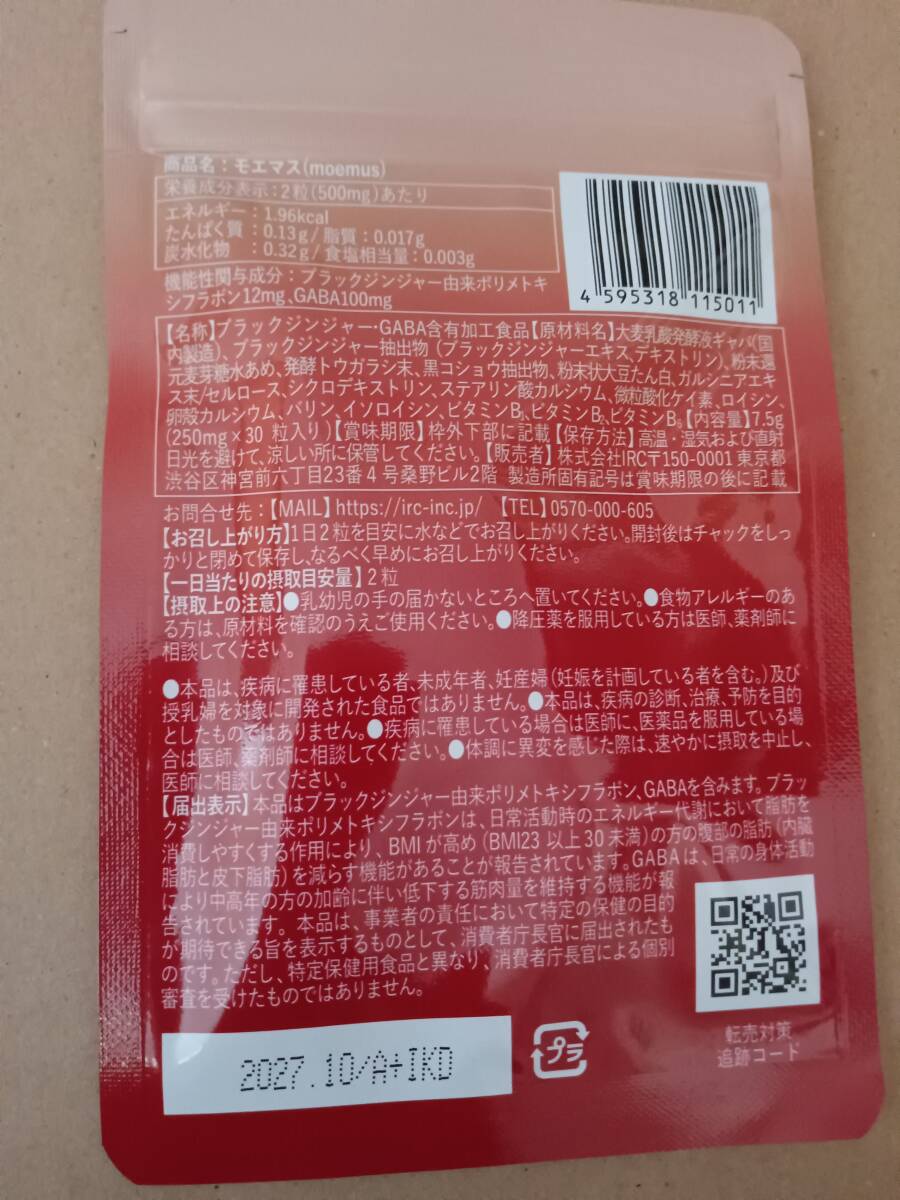 商品名：モエマス(moemus)
栄養成分表示：2粒(500mg)あたり
エネルギー：1.96kcal
たんぱく質：0.13g/脂質：0.017g
炭水化物：0.32g/食塩相当量：0.003g
機能性関与成分：ブラックジンジャー由来ポリメトキ
シフラボン12mg、GABA100mg
4 595318 115011
【名称】ブラックジンジャー・GABA含有加工食品【原材料名】大麦乳酸発酵液ギャバ(国
内製造)、ブラックジンジャー抽出物(ブラックジンジャーエキス、デキストリン)、粉末還
元麦芽糖水あめ、発酵トウガラシ末、黒コショウ抽出物、粉末状大豆たん白、ガルシニアエキ
ス末/セルロース、シクロデキストリン、ステアリン酸カルシウム、微粒酸化ケイ素、ロイシン、
卵殻カルシウム、バリン、イソロイシン、ビタミンB₁、ビタミンB₂、ビタミンB₆【内容量】7.5g
(250mg×30粒入り)【賞味期限】枠外下部に記載【保存方法】高温・湿気および直射
日光を避けて、涼しい所に保管してください。【販売者】株式会社IRC〒150-0001 東京都
渋谷区神宮前六丁目23番4号桑野ビル2階 製造所固有記号は賞味期限の後に記載
お問合せ先：【MAIL】https://irc-inc.jp/ 【TEL】0570-000-605
【お召し上がり方】1日2粒を目安に水などでお召し上がりください。開封後はチャックをしっ
かりと閉めて保存し、なるべく早めにお召し上がりください。
【一日当たりの摂取目安量】2粒
【摂取上の注意】●乳幼児の手の届かないところへ置いてください。●食物アレルギーのあ
る方は、原材料を確認のうえご使用ください。●降圧薬を服用している方は医師、薬剤師に
相談してください。
●本品は、疾病に罹患している者、未成年者、妊産婦(妊娠を計画している者を含む。)及び
授乳婦を対象に開発された食品ではありません。●本品は、疾病の診断、治療、予防を目的
としたものではありません。●疾病に罹患している場合は医師に、医薬品を服用している場
合は医師、薬剤師に相談してください。●体調に異変を感じた際は、速やかに摂取を中止し、
医師に相談してください。
【届出表示】本品はブラックジンジャー由来ポリメトキシフラボン、GABAを含みます。ブラッ
クジンジャー由来ポリメトキシフラボンは、日常活動時のエネルギー代謝において脂肪を
消費しやすくする作用により、BMIが高め(BMI23以上30未満)の方の腹部の脂肪(内臓
脂肪と皮下脂肪)を減らす機能があることが報告されています。GABAは、日常の身体活動
により中高年の方の加齢に伴い低下する筋肉量を維持する機能が報
告されています。本品は、事業者の責任において特定の保健の目的
が期待できる旨を表示するものとして、消費者庁長官に届出されたも
のです。ただし、特定保健用食品と異なり、消費者庁長官による個別
審査を受けたものではありません。
転売対策
追跡コード
2027.10/A+IKD
プラ